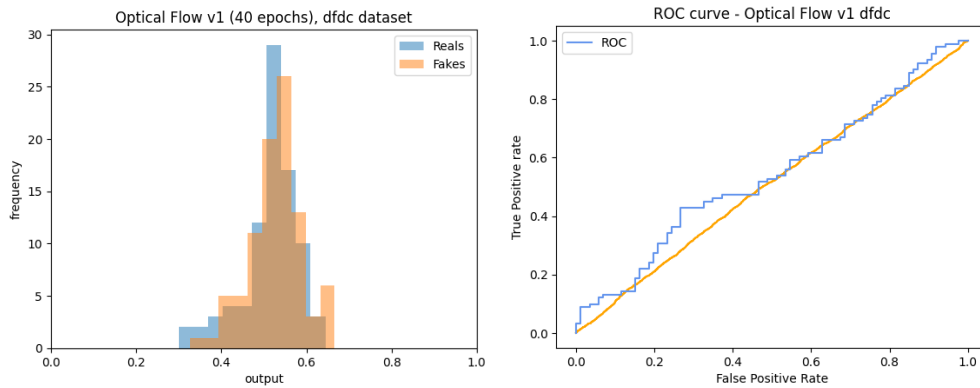 Optical Flow v1 (40 epochs), dfdc dataset
30
25
20
15
10
5
0
frequency
Reals
Fakes
0.0 0.2 0.4 0.6 0.8 1.0
output
ROC curve - Optical Flow v1 dfdc
1.0
0.8
0.6
0.4
0.2
0.0
True Positive rate
ROC
0.0 0.2 0.4 0.6 0.8 1.0
False Positive Rate